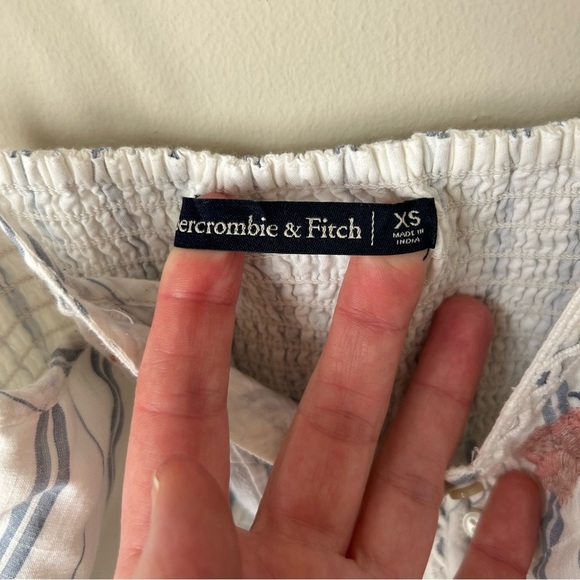 ercrombie & Fitch
XS
MADE IN
INDIA